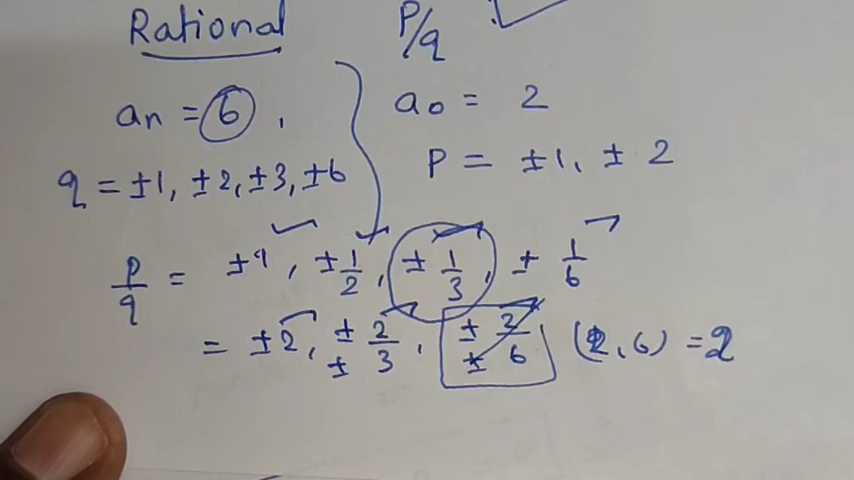 Rational P/q
an = 6, a0 = 2
q = ±1, ±2, ±3, ±6 P = ±1, ± 2
p/q = ±1, ±1/2, ±1/3, ± 1/6
= ±2, ± ± 2/3, ± ± 2/6 (2, 6) = 2